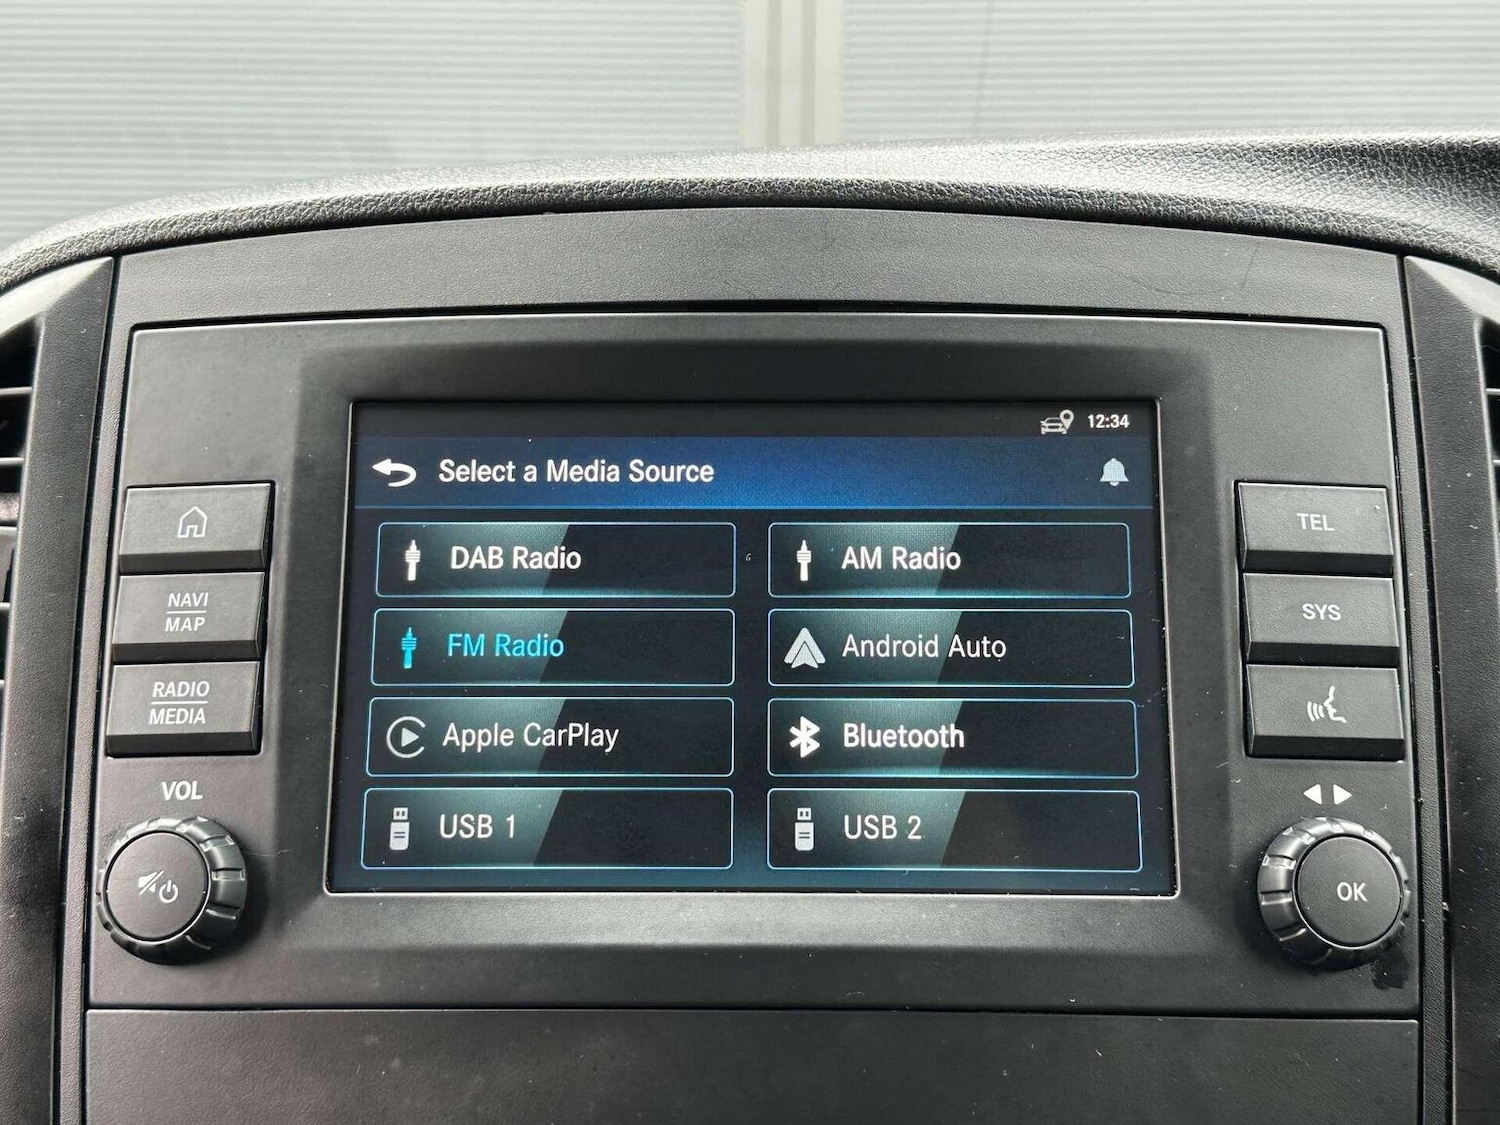 12:34
Select a Media Source
DAB Radio
AM Radio
FM Radio
Android Auto
Apple CarPlay
Bluetooth
USB 1
USB 2
NAVI
MAP
RADIO
MEDIA
VOL
TEL
SYS
OK